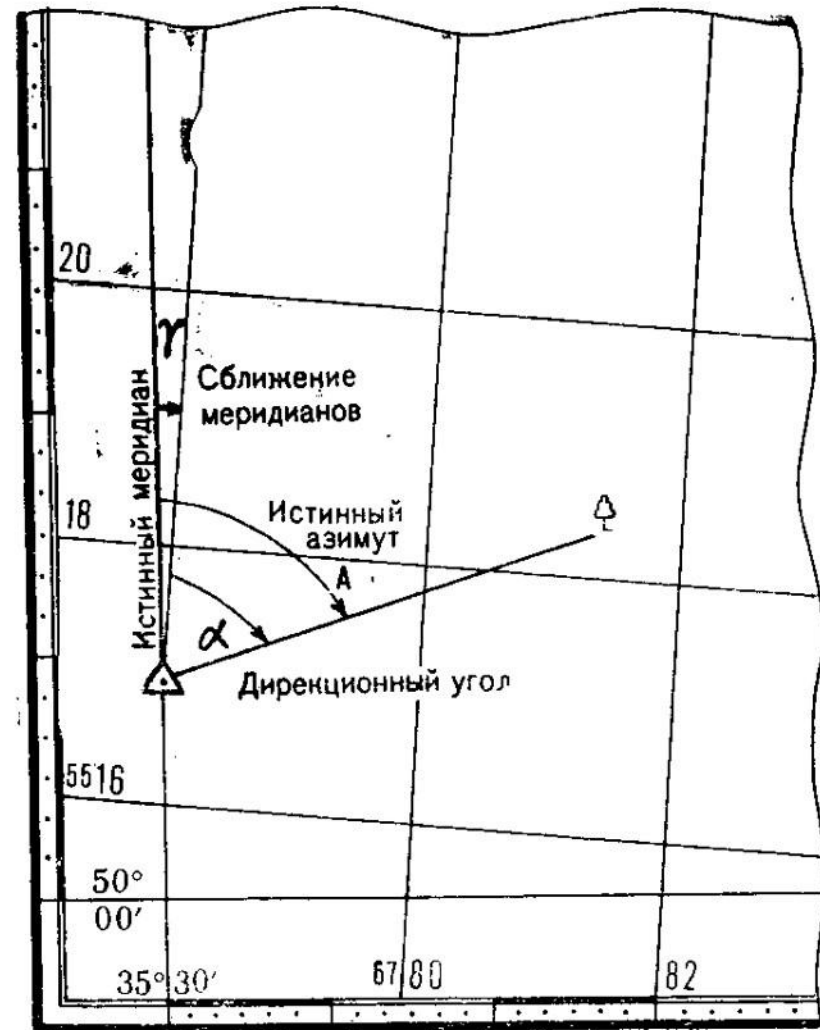 20
γ
Сближение
меридианов
Истинный меридиан
18
Истинный
азимут
A
α
Дирекционный угол
5516
50°
00′
35°30′
6780
82